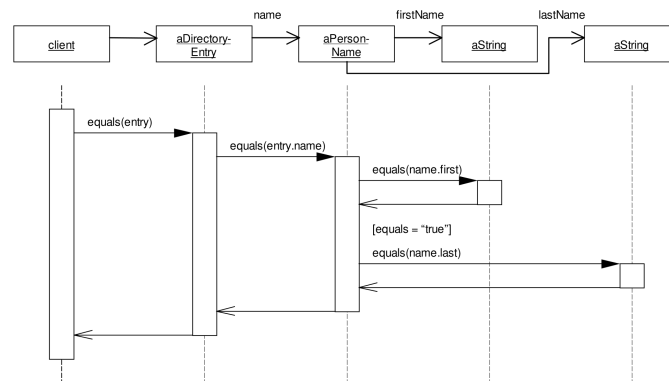 name
firstName
lastName
client
aDirectory-
Entry
aPerson-
Name
aString
aString
equals(entry)
equals(entry.name)
equals(name.first)
[equals = “true”]
equals(name.last)